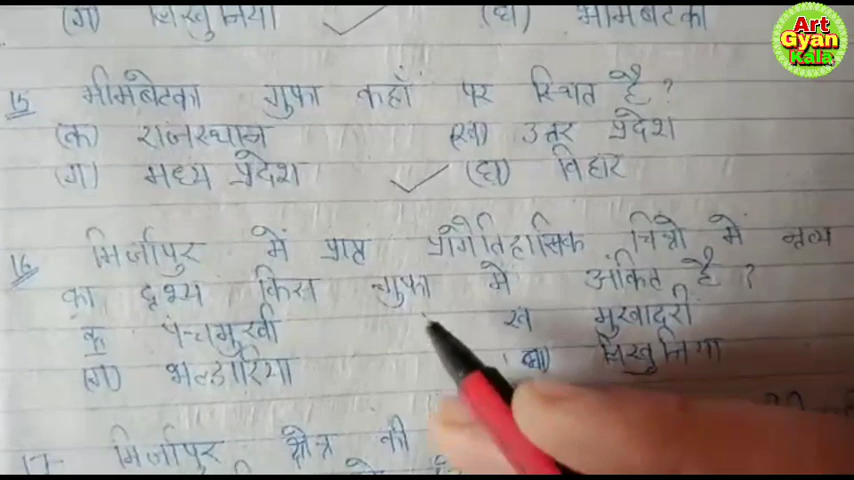 (ग) लिखुनिया (घ) भीमबेटका
15 भीमबेटका गुफा कहाँ पर स्थित है?
(क) राजस्थान (ख) उत्तर प्रदेश
(ग) मध्य प्रदेश (घ) बिहार
16 मिर्जापुर में प्राप्त प्रागैतिहासिक चित्रो में नृत्य
का दृश्य किस गुफा में अंकित है?
क पंचमुखी ख मुखादरी
(ग) भल्डारिया (घ) लिखुनिया
17- मिर्जापुर क्षेत्र की
Art
Gyan
Kala